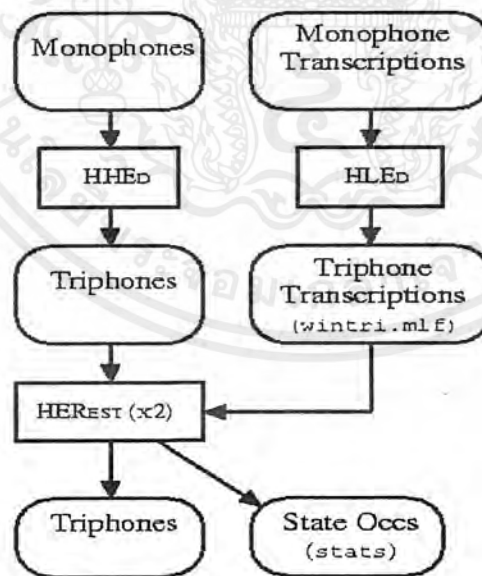 Monophones
Monophone
Transcriptions
HHED
HLED
Triphones
Triphone
Transcriptions
(wintri.mlf)
HEREST (x2)
Triphones
State Occs
(stats)